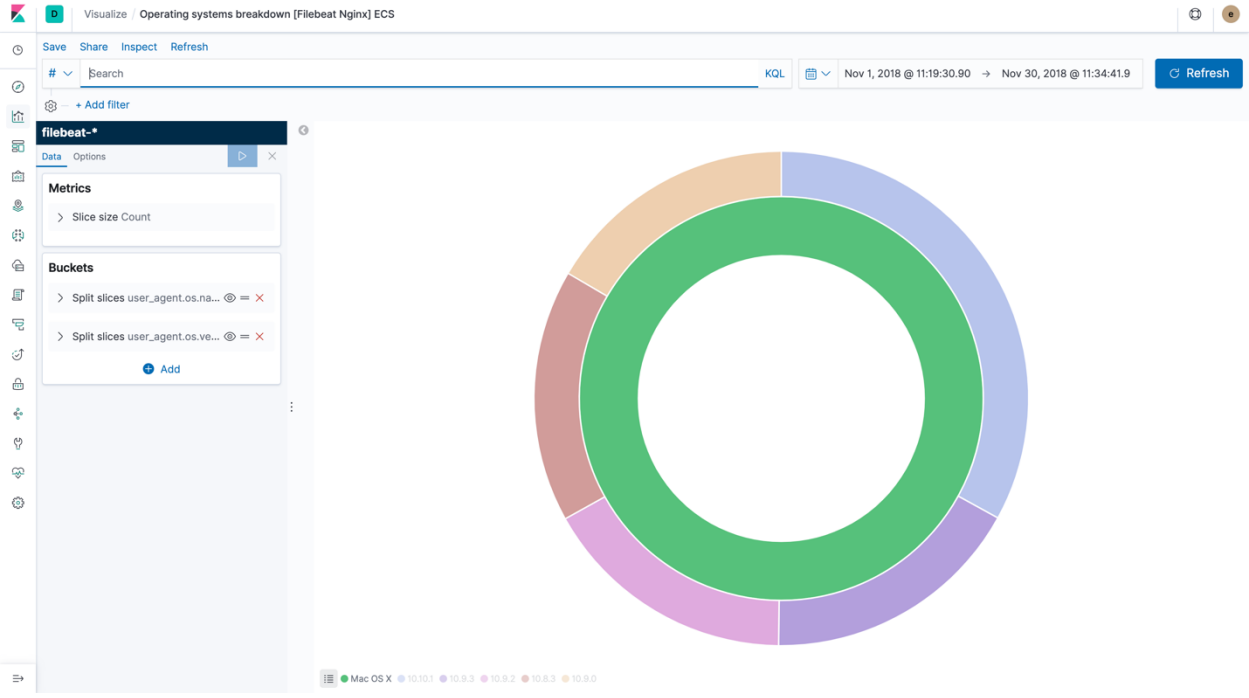 D Visualize / Operating systems breakdown [Filebeat Nginx] ECS e
Save Share Inspect Refresh
# Search KQL Nov 1, 2018 @ 11:19:30.90 → Nov 30, 2018 @ 11:34:41.9 Refresh
+ Add filter
filebeat-*
Data Options
Metrics
Slice size Count
Buckets
Split slices user_agent.os.na...
Split slices user_agent.os.ve...
Add
Mac OS X 10.10.1 10.9.3 10.9.2 10.8.3 10.9.0